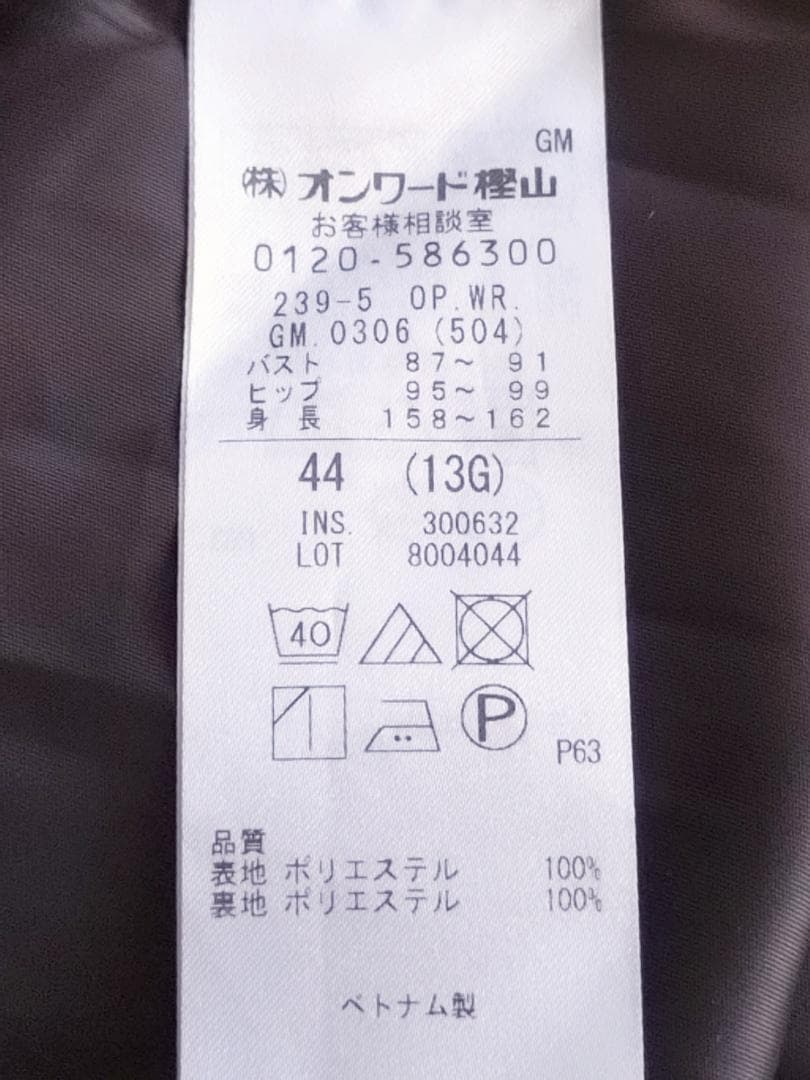 GM
㈱オンワード樫山
お客様相談室
0120-586300
239-5 OP.WR.
GM.0306 (504)
バスト 87～ 91
ヒップ 95～ 99
身長 158～162
44 (13G)
INS. 300632
LOT 8004044
40
P
P63
品質
表地 ポリエステル 100%
裏地 ポリエステル 100%
ベトナム製